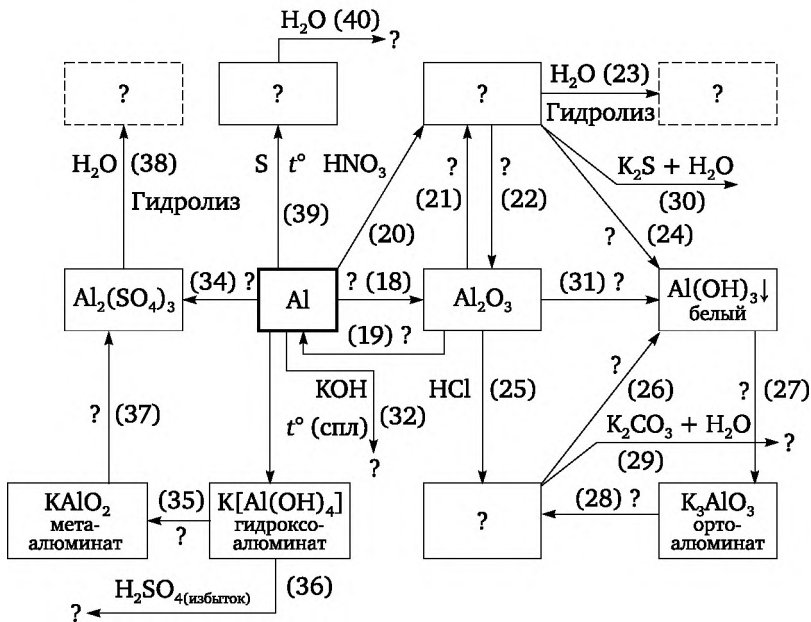 H₂O (40)
?
?
?
?
H₂O (23)
Гидролиз
?
H₂O (38)
Гидролиз
S t° HNO₃
(39)
(20)
?
(21)
?
(22)
K₂S + H₂O
(30)
?
(24)
Al₂(SO₄)₃
(34) ?
Al
? (18)
Al₂O₃
(31) ?
Al(OH)₃↓
белый
(19) ?
? (37)
KOH
t° (спл)
(32)
?
HCl (25)
?
(26)
? (27)
K₂CO₃ + H₂O
(29)
?
KAlO₂
мета-
алюминат
(35)
?
K[Al(OH)₄]
гидроксо-
алюминат
?
(28) ?
K₃AlO₃
орто-
алюминат
? H₂SO₄(избыток)
(36)